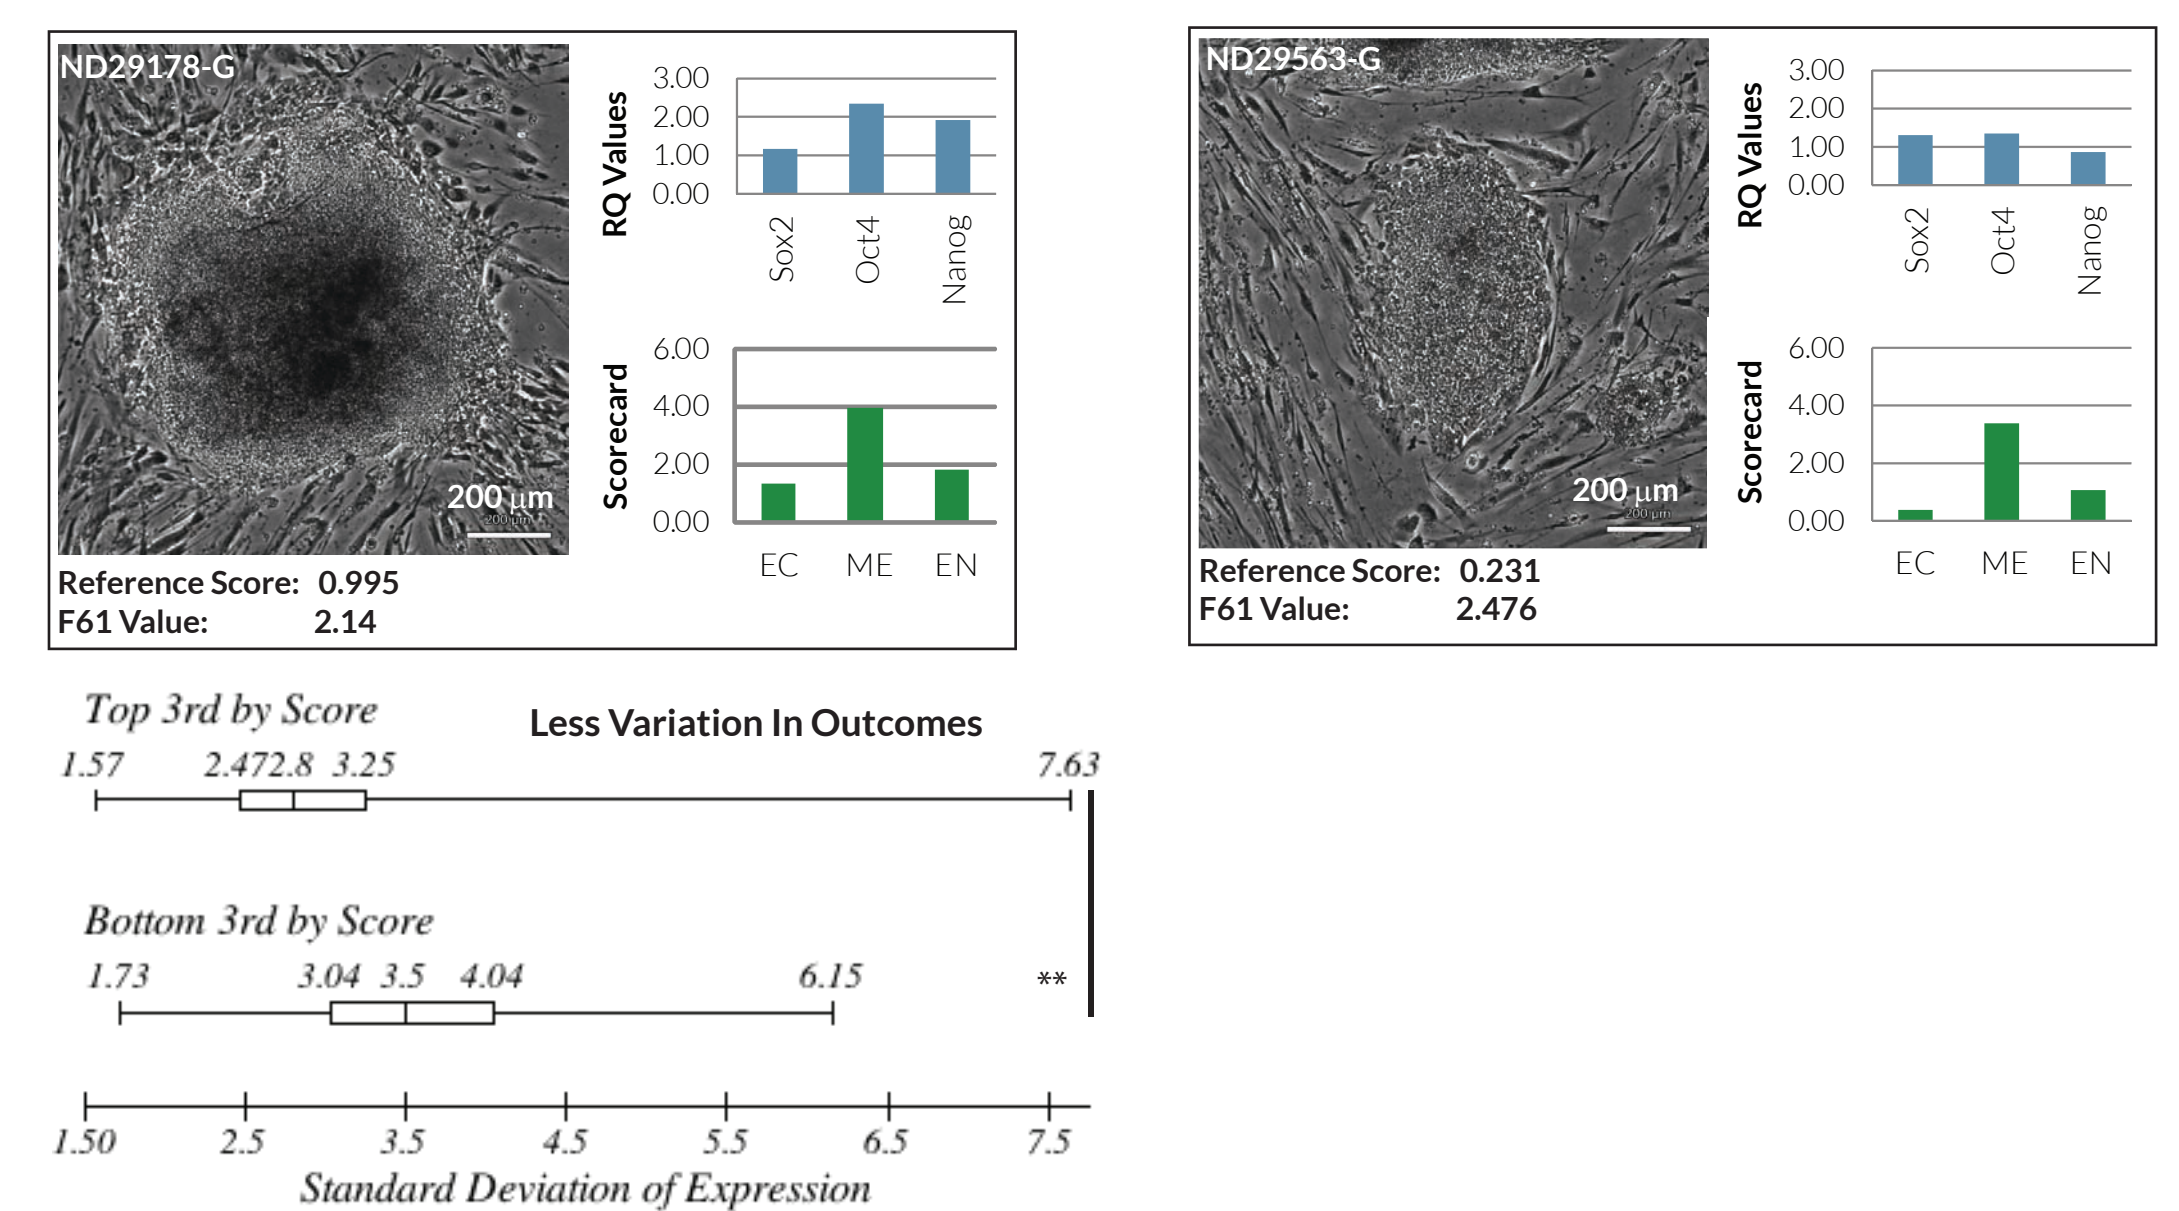 ND29178-G
RQ Values
3.00
2.00
1.00
0.00
Sox2
Oct4
Nanog
Scorecard
6.00
4.00
2.00
0.00
EC ME EN
200 μm
200 μm
Reference Score: 0.995
F61 Value: 2.14
ND29563-G
RQ Values
3.00
2.00
1.00
0.00
Sox2
Oct4
Nanog
Scorecard
6.00
4.00
2.00
0.00
EC ME EN
200 μm
200 μm
Reference Score: 0.231
F61 Value: 2.476
Top 3rd by Score
Less Variation In Outcomes
1.57 2.47 2.8 3.25 7.63
Bottom 3rd by Score
1.73 3.04 3.5 4.04 6.15 **
1.50 2.5 3.5 4.5 5.5 6.5 7.5
Standard Deviation of Expression